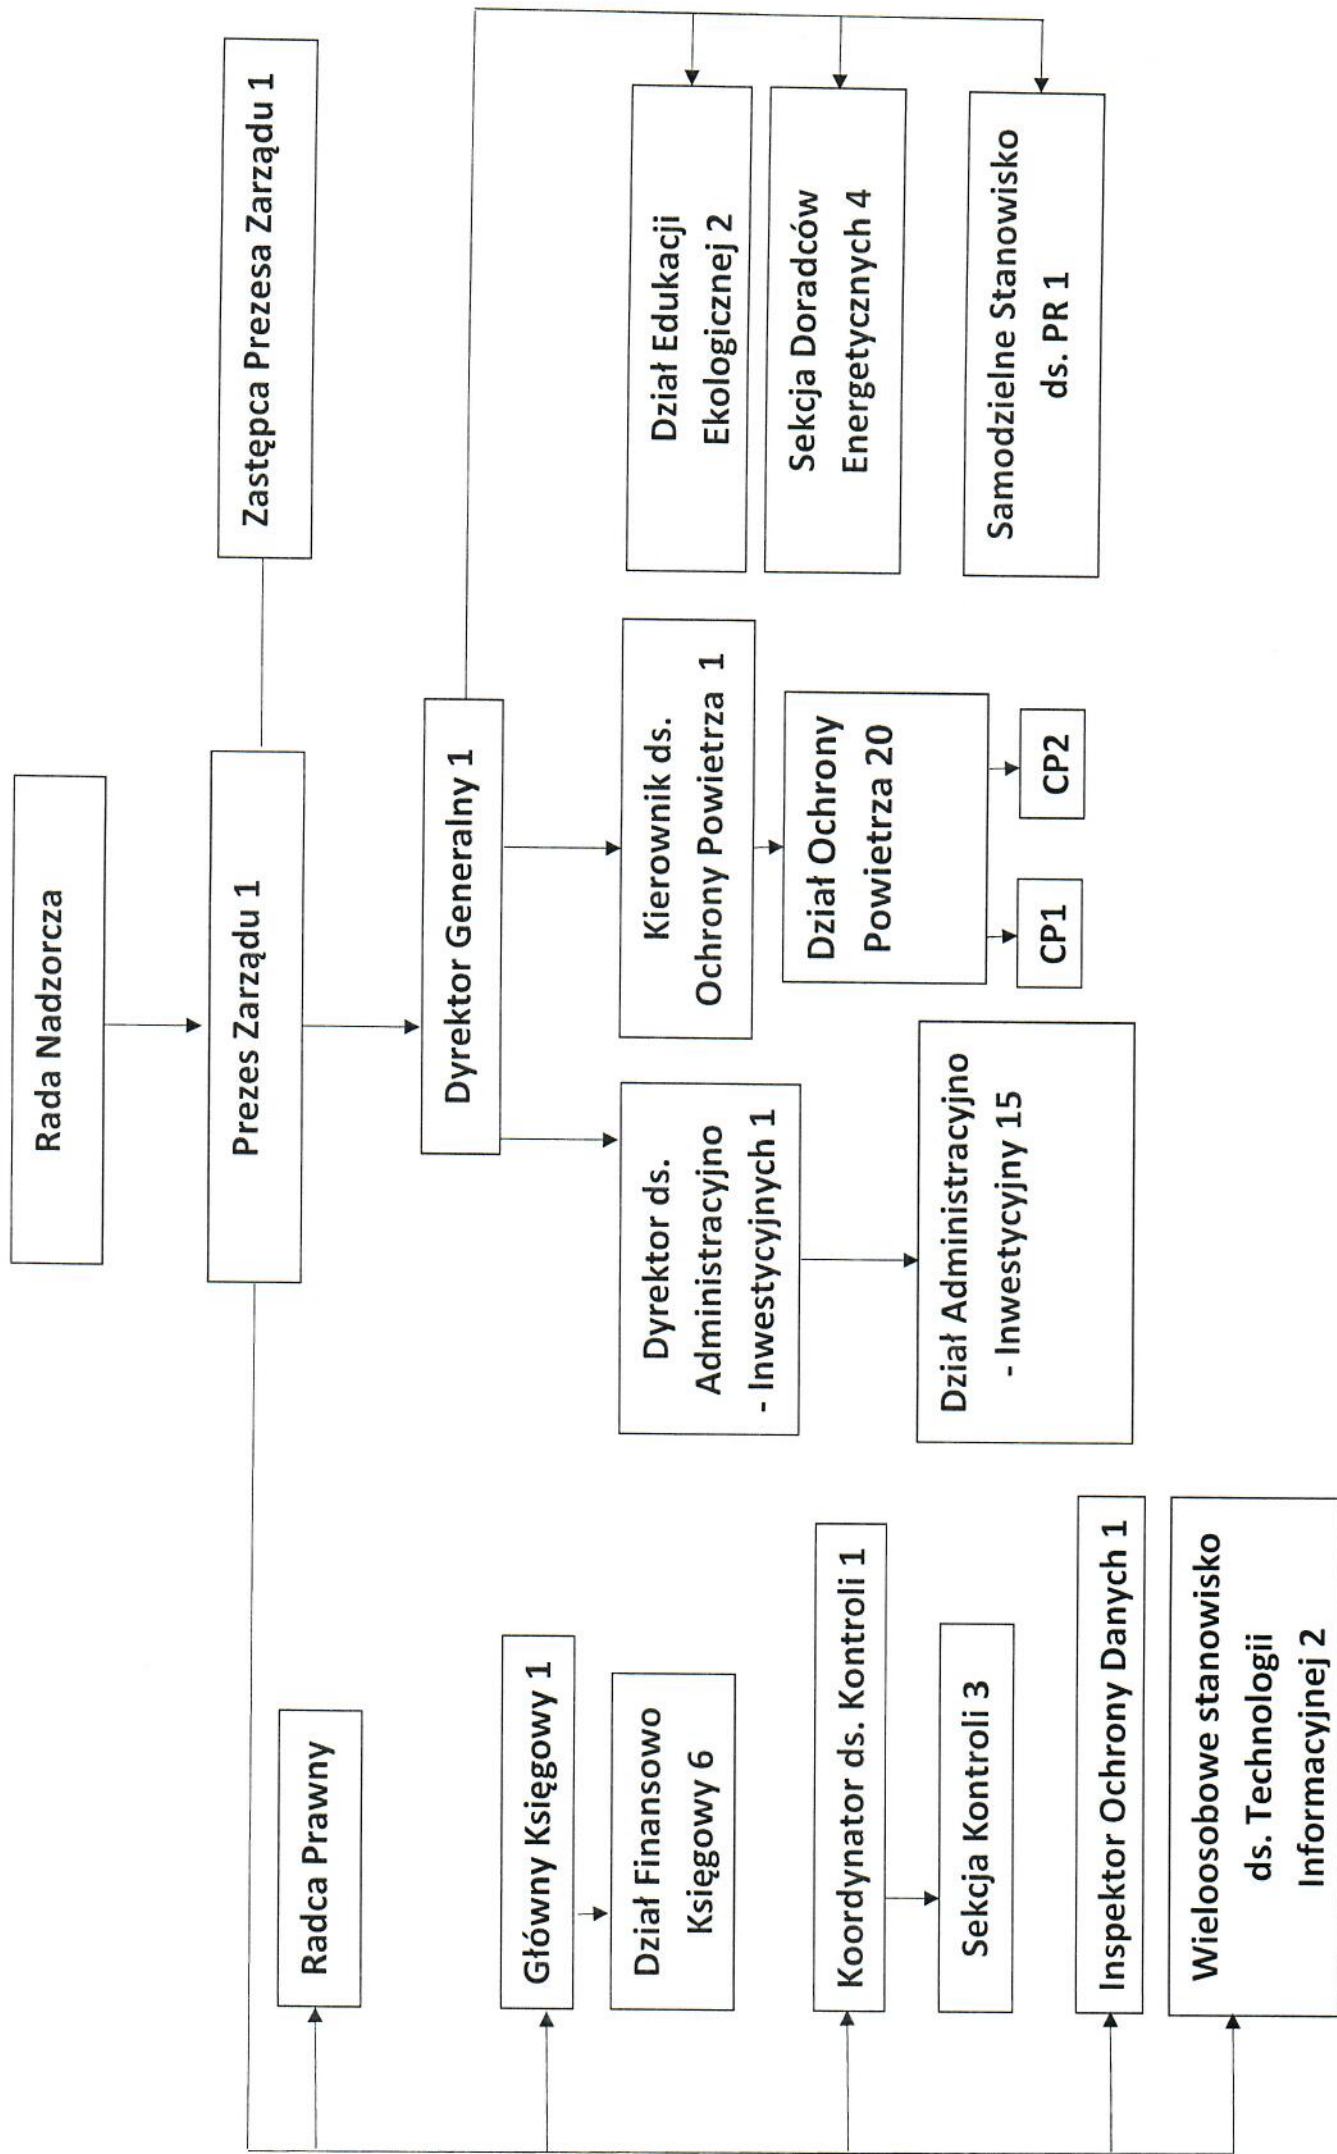 Rada Nadzorcza
Prezes Zarządu 1
Zastępca Prezesa Zarządu 1
Radca Prawny
Główny Księgowy 1
Dział Finansowo
Księgowy 6
Koordynator ds. Kontroli 1
Sekcja Kontroli 3
Inspektor Ochrony Danych 1
Wieloosobowe stanowisko
ds. Technologii
Informacyjnej 2
Dyrektor Generalny 1
Dyrektor ds.
Administracyjno
- Inwestycyjnych 1
Dział Administracyjno
- Inwestycyjny 15
Kierownik ds.
Ochrony Powietrza 1
Dział Ochrony
Powietrza 20
CP1
CP2
Dział Edukacji
Ekologicznej 2
Sekcja Doradców
Energetycznych 4
Samodzielne Stanowisko
ds. PR 1